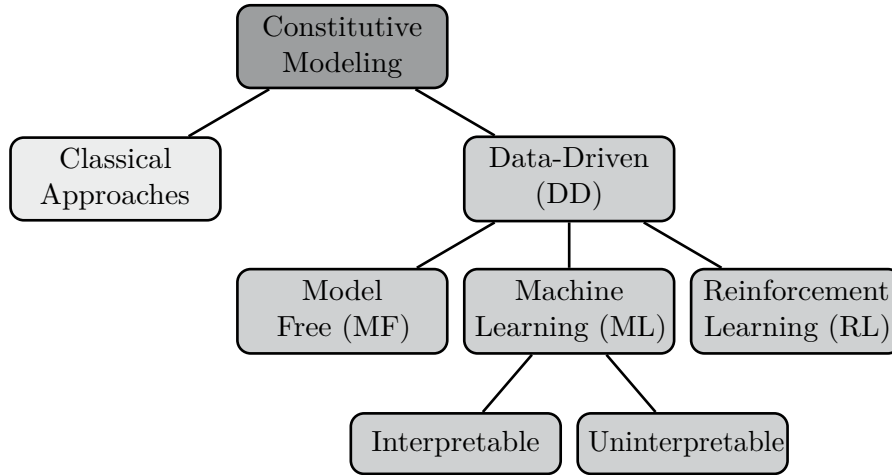 Constitutive
Modeling
Classical
Approaches
Data-Driven
(DD)
Model
Free (MF)
Machine
Learning (ML)
Reinforcement
Learning (RL)
Interpretable
Uninterpretable